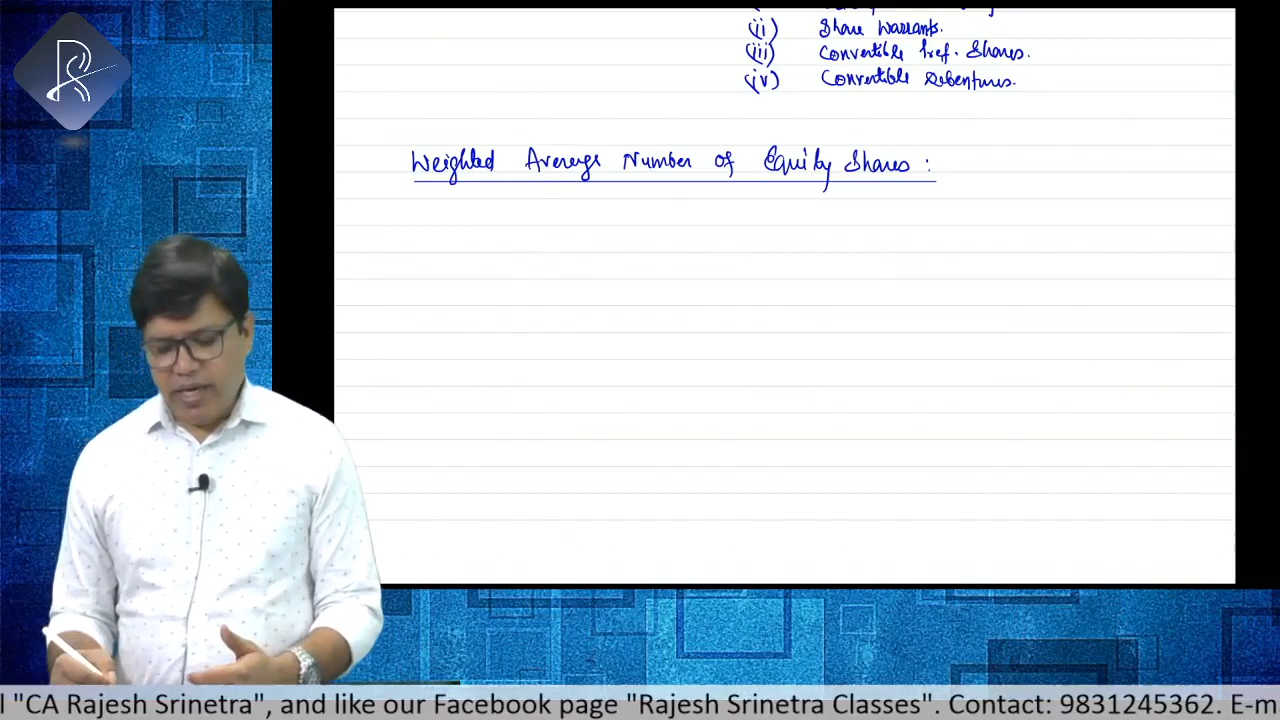 (ii) Share Warrants.
(iii) Convertible Pref. Shares.
(iv) Convertible Debentures.
Weighted Average Number of Equity Shares :
l "CA Rajesh Srinetra", and like our Facebook page "Rajesh Srinetra Classes". Contact: 9831245362. E-m